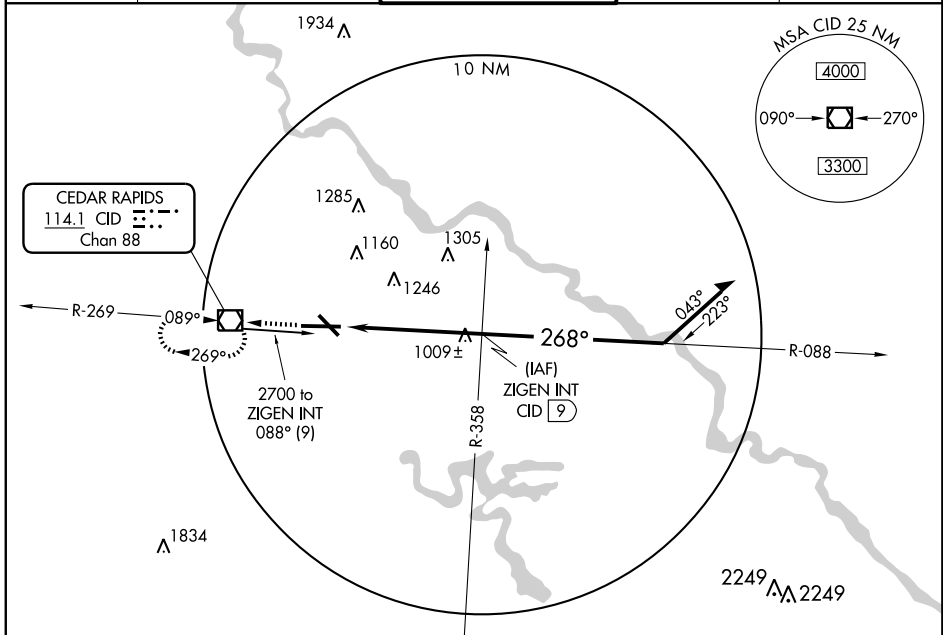 1934
10 NM
MSA CID 25 NM
4000
090° 270°
3300
CEDAR RAPIDS
114.1 CID
Chan 88
1285
1160
1305
1246
R-269
089°
269°
268°
043°
223°
1009±
R-088
(IAF)
ZIGEN INT
CID 9
2700 to
ZIGEN INT
088° (9)
R-358
1834
2249 2249